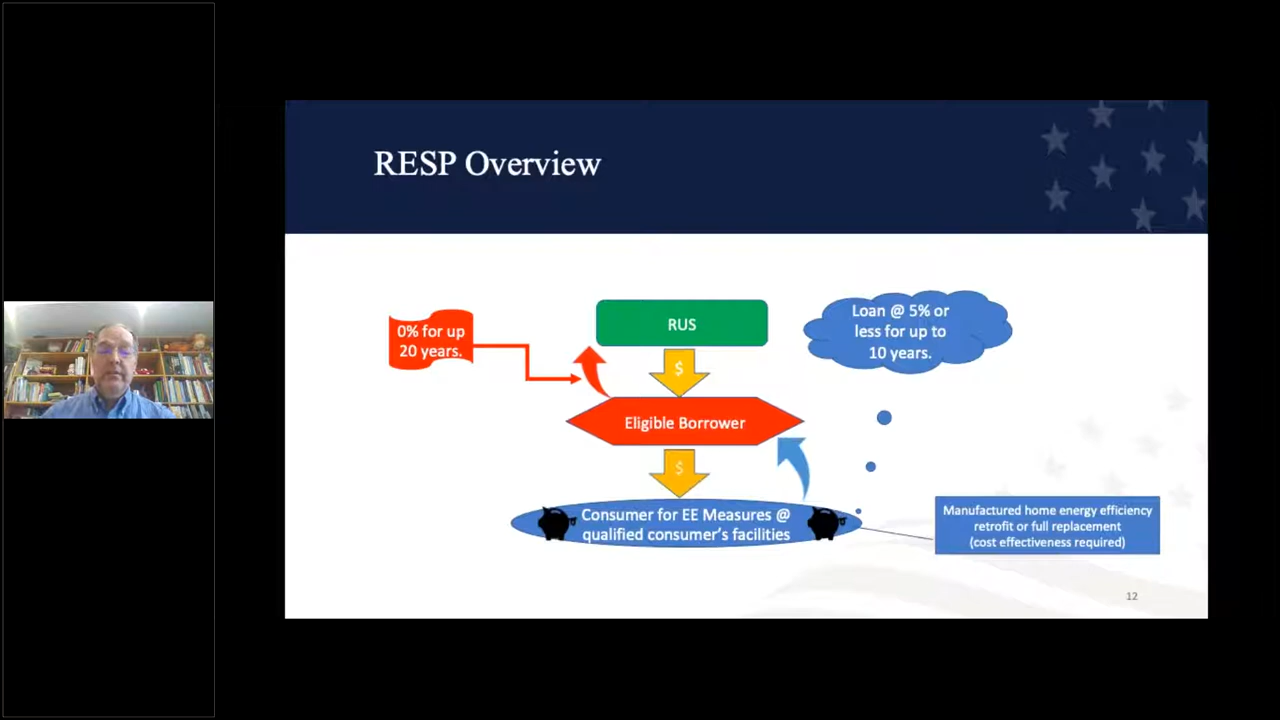 RESP Overview
0% for up
20 years.
RUS
Loan @ 5% or
less for up to
10 years.
$
Eligible Borrower
$
Consumer for EE Measures @
qualified consumer's facilities
Manufactured home energy efficiency
retrofit or full replacement
(cost effectiveness required)
12